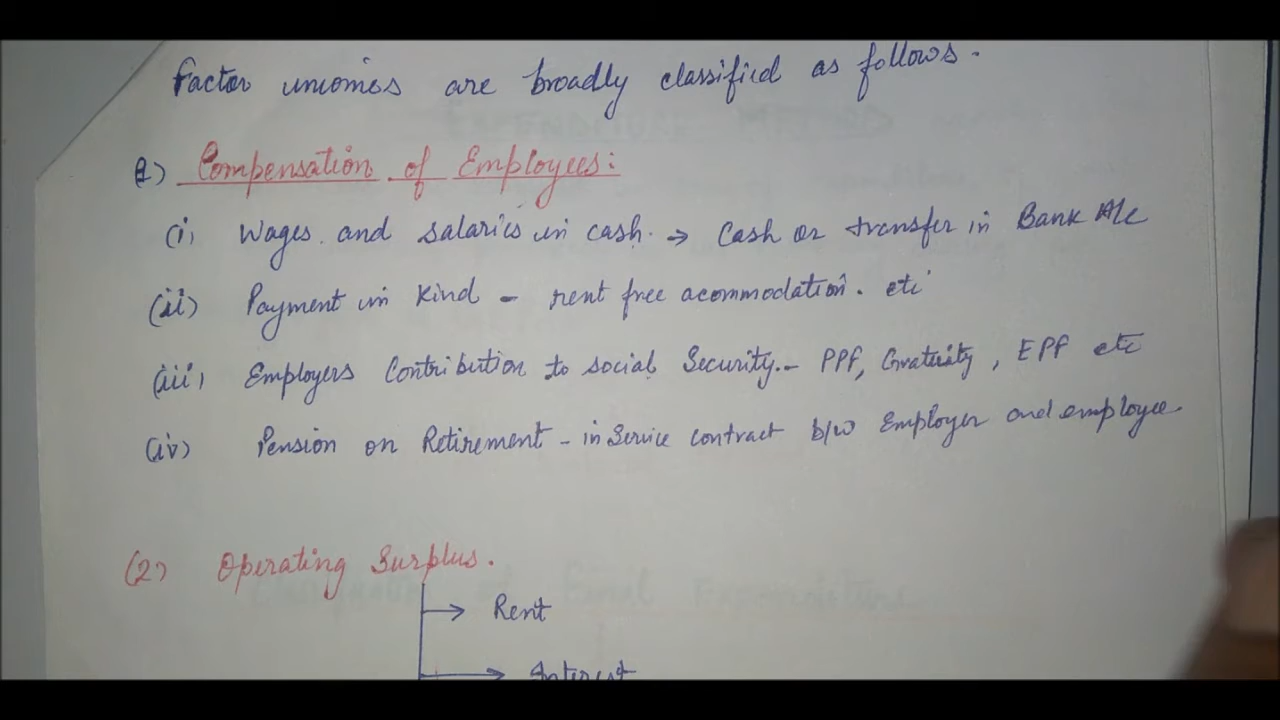 Factor incomes are broadly classified as follows.
1) Compensation of Employees:
(i) Wages and salaries in cash. → Cash or transfer in Bank A/c
(ii) Payment in Kind - rent free acommodation. etc
(iii) Employers Contribution to social Security.- PPF, Gratuity, EPF etc
(iv) Pension on Retirement - in Service contract b/w Employer and employee.
(2) Operating Surplus.
→ Rent
→ Interest